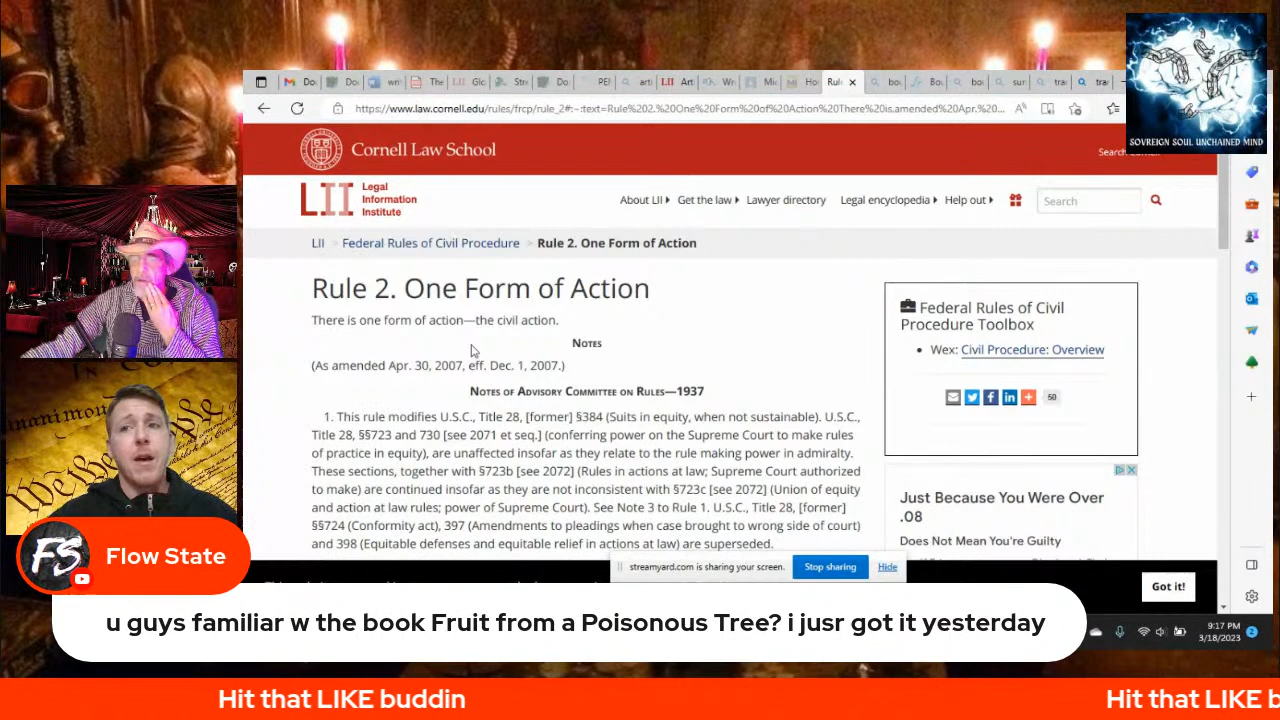 SOVREIGN SOUL UNCHAINED MIND
https://www.law.cornell.edu/rules/frcp/rule_2#:~:text=Rule%202.%20One%20Form%20of%20Action%20There%20is.amended%20Apr.%20...
Cornell Law School
Search
LII
Legal
Information
Institute
About LII
Get the law
Lawyer directory
Legal encyclopedia
Help out
Search
LII > Federal Rules of Civil Procedure > Rule 2. One Form of Action
Rule 2. One Form of Action
There is one form of action—the civil action.
NOTES
(As amended Apr. 30, 2007, eff. Dec. 1, 2007.)
NOTES OF ADVISORY COMMITTEE ON RULES—1937
1. This rule modifies U.S.C., Title 28, [former] §384 (Suits in equity, when not sustainable). U.S.C.,
Title 28, §§723 and 730 [see 2071 et seq.] (conferring power on the Supreme Court to make rules
of practice in equity), are unaffected insofar as they relate to the rule making power in admiralty.
These sections, together with §723b [see 2072] (Rules in actions at law; Supreme Court authorized
to make) are continued insofar as they are not inconsistent with §723c [see 2072] (Union of equity
and action at law rules; power of Supreme Court). See Note 3 to Rule 1. U.S.C., Title 28, [former]
§§724 (Conformity act), 397 (Amendments to pleadings when case brought to wrong side of court)
and 398 (Equitable defenses and equitable relief in actions at law) are superseded.
Federal Rules of Civil
Procedure Toolbox
Wex: Civil Procedure: Overview
50
Just Because You Were Over
.08
Does Not Mean You're Guilty
streamyard.com is sharing your screen.
Stop sharing
Hide
Got it!
We the
FS
Flow State
u guys familiar w the book Fruit from a Poisonous Tree? i jusr got it yesterday
9:17 PM
3/18/2023
2
Hit that LIKE buddin
Hit that LIKE b